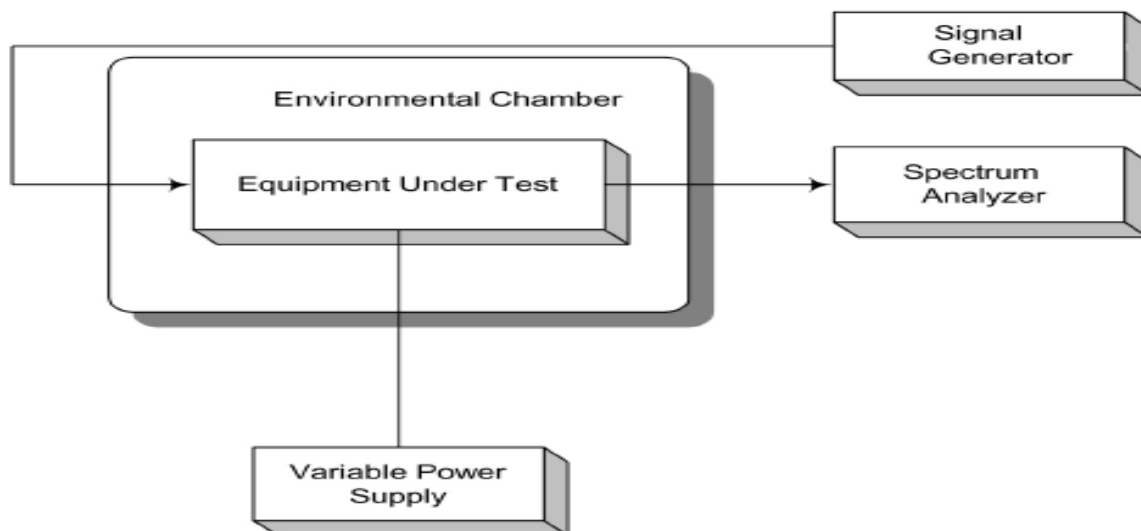 Signal
Generator
Environmental Chamber
Equipment Under Test
Spectrum
Analyzer
Variable Power
Supply